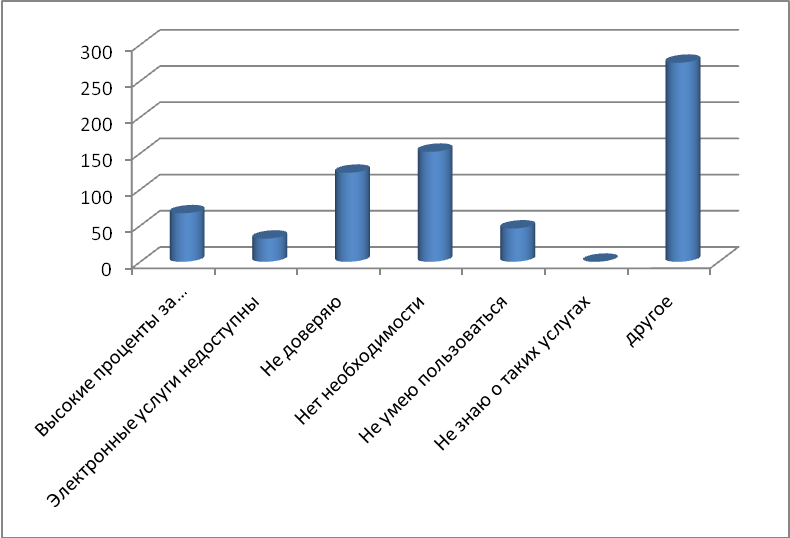 300
250
200
150
100
50
0
Высокие проценты за...
Электронные услуги недоступны
Не доверяю
Нет необходимости
Не умею пользоваться
Не знаю о таких услугах
другое